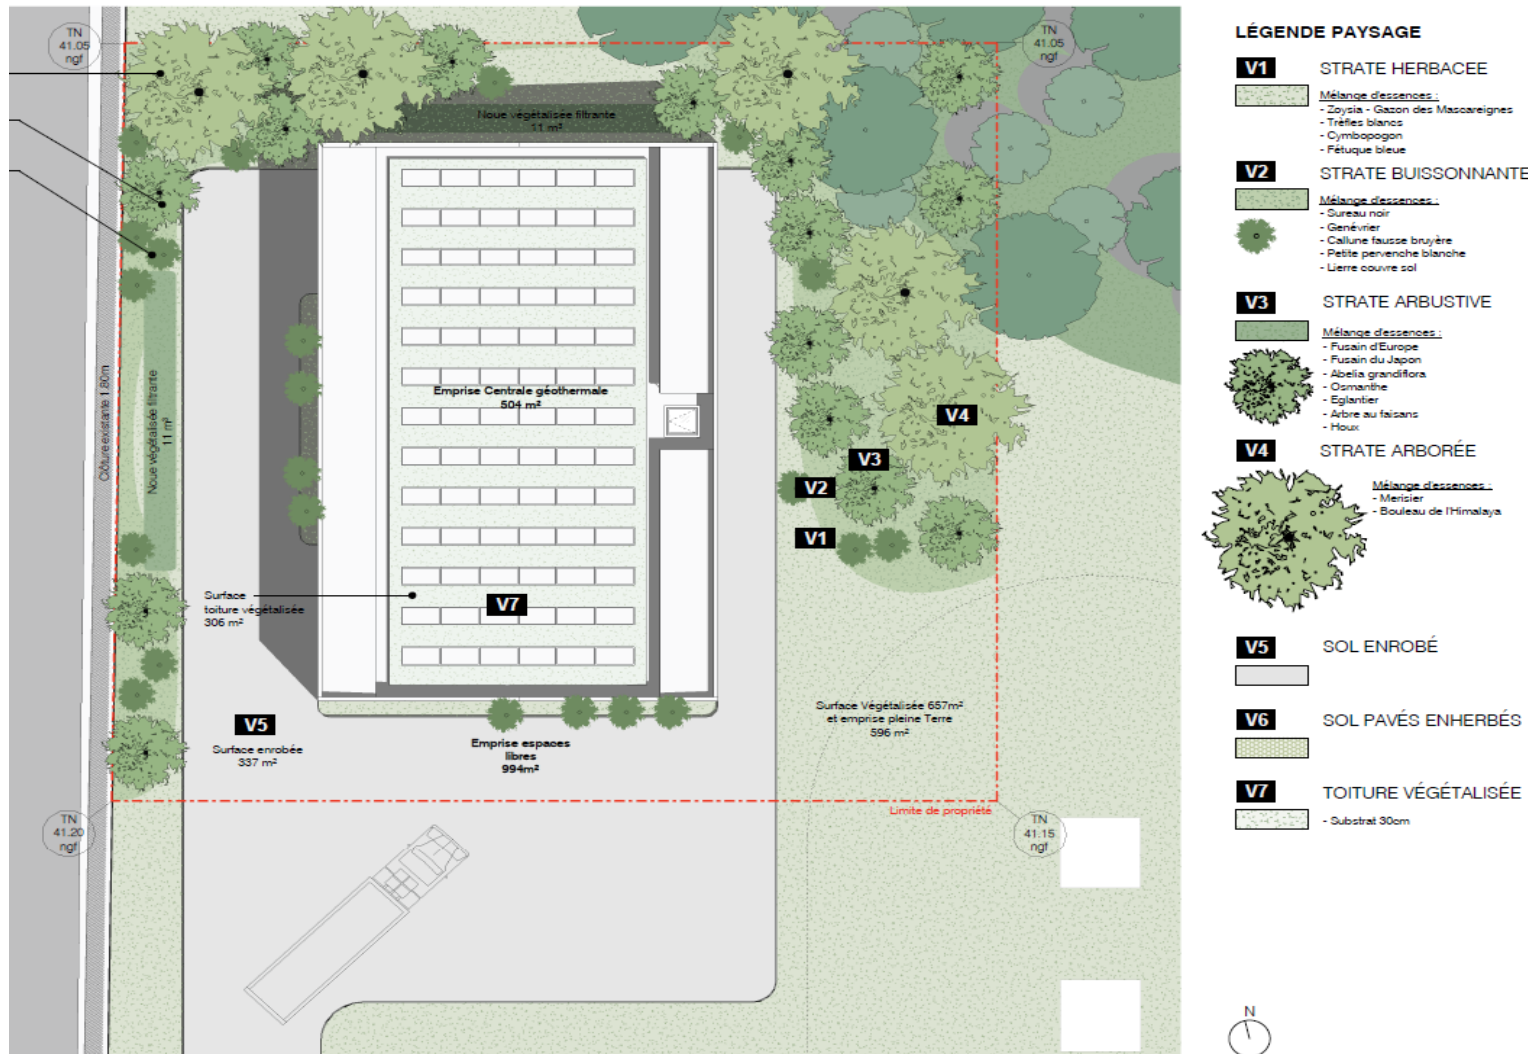 TN
41.05
ngf
TN
41.05
ngf
Noue végétalisée filtrante
11 m²
Clôture existante 1.80m
Noue végétalisée filtrante
11 m²
Emprise Centrale géothermale
504 m²
V4
V3
V2
V1
Surface
toiture végétalisée
306 m²
V7
V5
Surface enrobée
337 m²
Emprise espaces
libres
994m²
Surface Végétalisée 657m²
et emprise pleine Terre
596 m²
Limite de propriété
TN
41.20
ngf
TN
41.15
ngf
LÉGENDE PAYSAGE
V1 STRATE HERBACEE
Mélange d'essences :
- Zoysia - Gazon des Mascareignes
- Trèfles blancs
- Cymbopogon
- Fétuque bleue
V2 STRATE BUISSONNANTE
Mélange d'essences :
- Sureau noir
- Genévrier
- Callune fausse bruyère
- Petite pervenche blanche
- Lierre couvre sol
V3 STRATE ARBUSTIVE
Mélange d'essences :
- Fusain d'Europe
- Fusain du Japon
- Abelia grandiflora
- Osmanthe
- Eglantier
- Arbre au faisans
- Houx
V4 STRATE ARBORÉE
Mélange d'essences :
- Merisier
- Bouleau de l'Himalaya
V5 SOL ENROBÉ
V6 SOL PAVÉS ENHERBÉS
V7 TOITURE VÉGÉTALISÉE
- Substrat 30cm
N